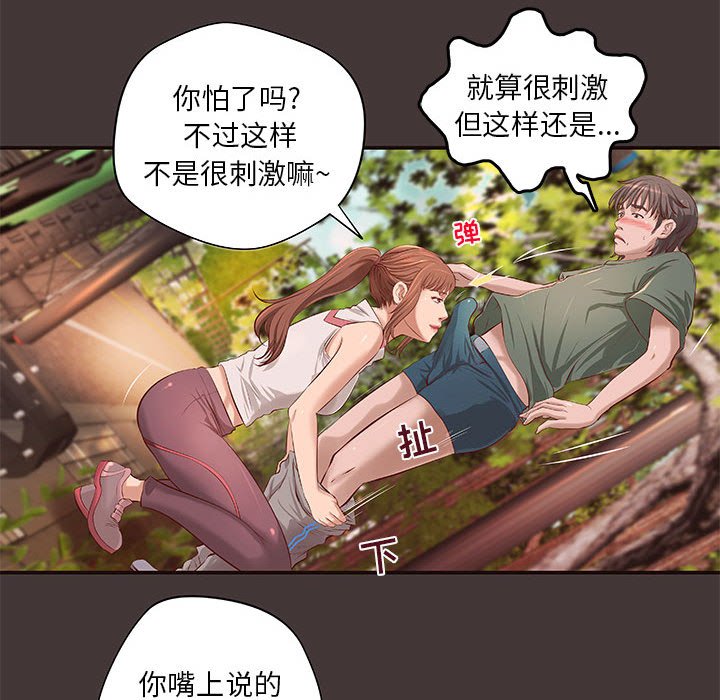 你怕了吗?
不过这样
不是很刺激嘛~
就算很刺激
但这样还是...
弹
扯
下
你嘴上说的